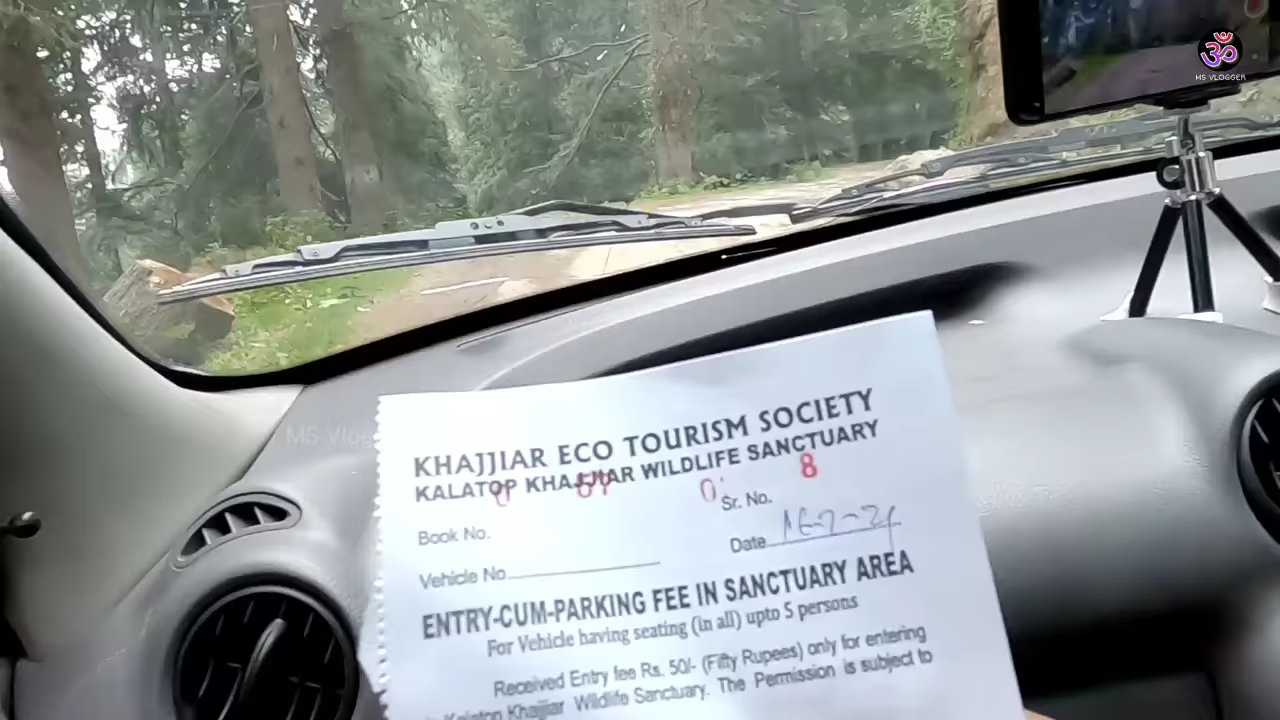 ॐ
MS VLOGGER
KHAJJIAR ECO TOURISM SOCIETY
KALATOP KHAJJIAR WILDLIFE SANCTUARY
8
Book No.
Sr. No.
Date
Vehicle No.
ENTRY-CUM-PARKING FEE IN SANCTUARY AREA
For Vehicle having seating (in all) upto 5 persons
Received Entry fee Rs. 50/- (Fifty Rupees) only for entering
Kalatop Khajjiar Wildlife Sanctuary. The Permission is subject to